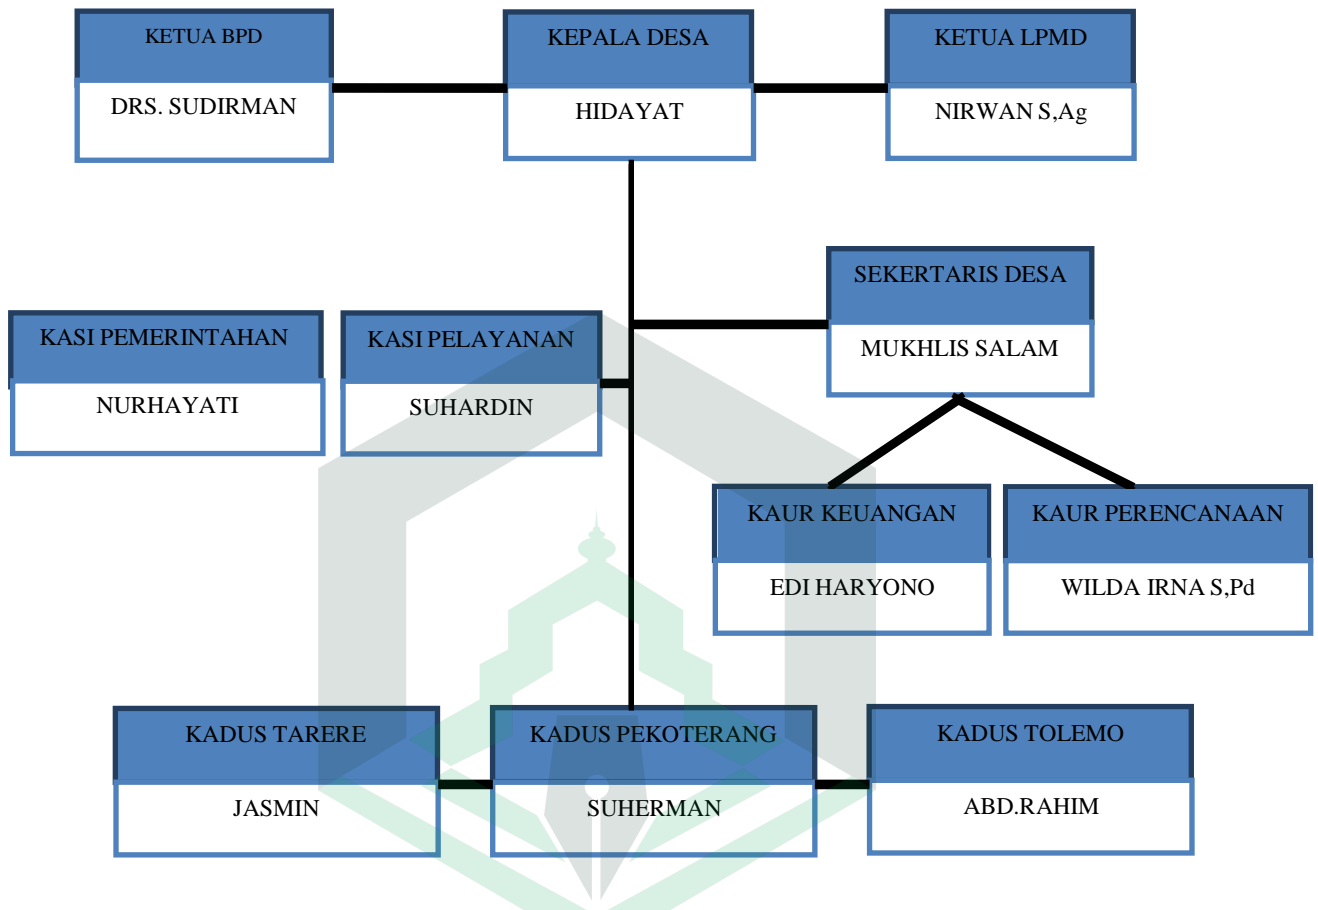 KETUA BPD
DRS. SUDIRMAN
KEPALA DESA
HIDAYAT
KETUA LPMD
NIRWAN S,Ag
SEKERTARIS DESA
MUKHLIS SALAM
KASI PEMERINTAHAN
NURHAYATI
KASI PELAYANAN
SUHARDIN
KAUR KEUANGAN
EDI HARYONO
KAUR PERENCANAAN
WILDA IRNA S,Pd
KADUS TARERE
JASMIN
KADUS PEKOTERANG
SUHERMAN
KADUS TOLEMO
ABD.RAHIM